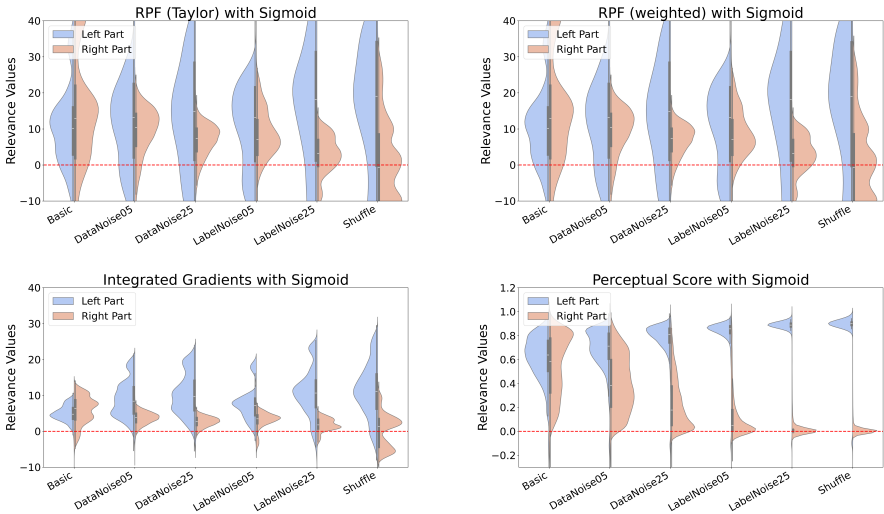 RPF (Taylor) with Sigmoid
Relevance Values
40
30
20
10
0
−10
Left Part
Right Part
Basic
DataNoise05
DataNoise25
LabelNoise05
LabelNoise25
Shuffle
RPF (weighted) with Sigmoid
Relevance Values
40
30
20
10
0
−10
Left Part
Right Part
Basic
DataNoise05
DataNoise25
LabelNoise05
LabelNoise25
Shuffle
Integrated Gradients with Sigmoid
Relevance Values
40
30
20
10
0
−10
Left Part
Right Part
Basic
DataNoise05
DataNoise25
LabelNoise05
LabelNoise25
Shuffle
Perceptual Score with Sigmoid
Relevance Values
1.2
1.0
0.8
0.6
0.4
0.2
0.0
−0.2
Left Part
Right Part
Basic
DataNoise05
DataNoise25
LabelNoise05
LabelNoise25
Shuffle